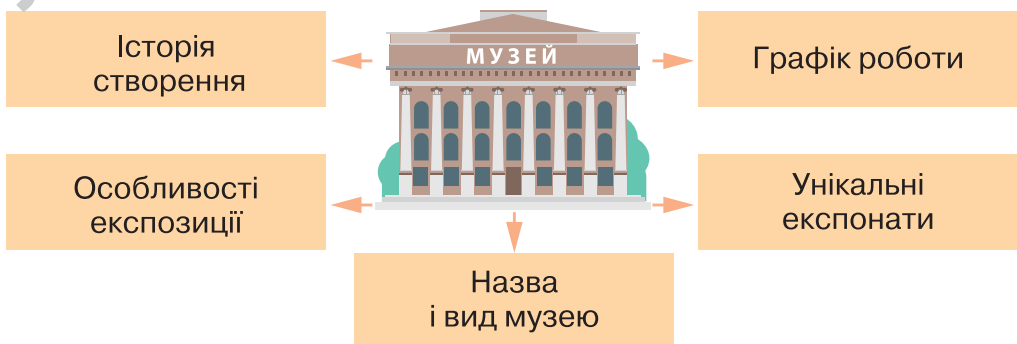 Історія
створення
МУЗЕЙ
Графік роботи
Особливості
експозиції
Унікальні
експонати
Назва
і вид музею